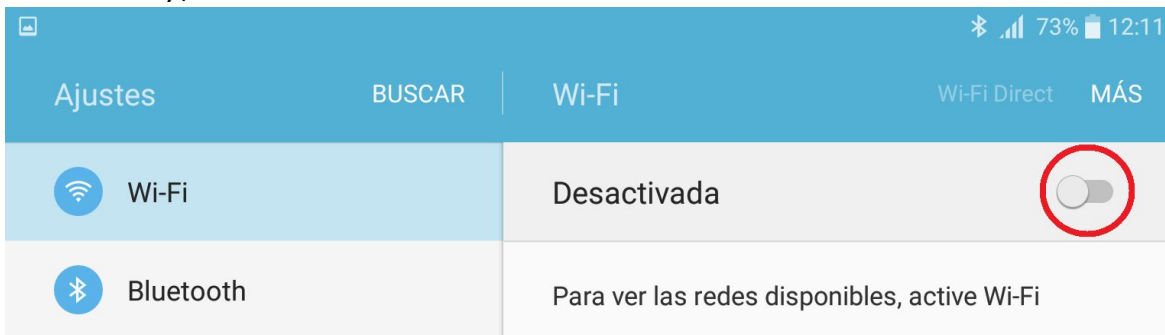 73% 12:11
Ajustes BUSCAR Wi-Fi Wi-Fi Direct MÁS
Wi-Fi
Desactivada
Bluetooth
Para ver las redes disponibles, active Wi-Fi